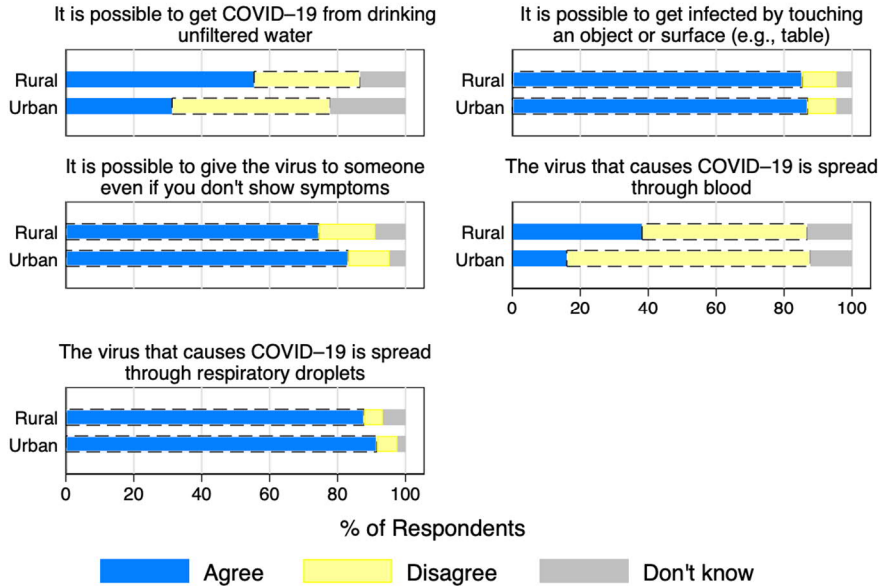 It is possible to get COVID–19 from drinking
unfiltered water
Rural
Urban
It is possible to get infected by touching
an object or surface (e.g., table)
Rural
Urban
It is possible to give the virus to someone
even if you don't show symptoms
Rural
Urban
The virus that causes COVID–19 is spread
through blood
Rural
Urban
0 20 40 60 80 100
The virus that causes COVID–19 is spread
through respiratory droplets
Rural
Urban
0 20 40 60 80 100
% of Respondents
Agree Disagree Don't know